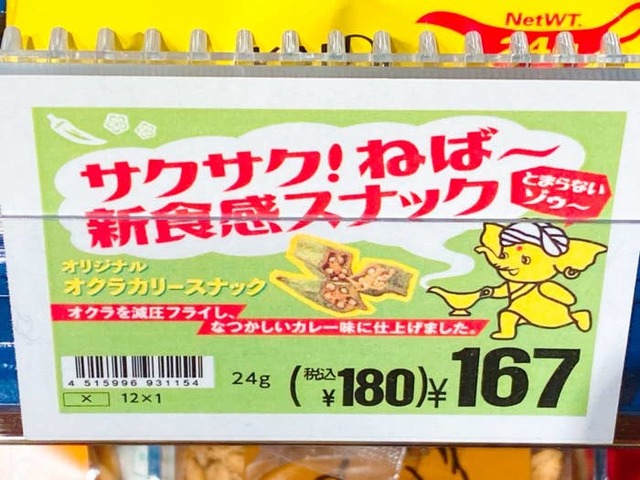 NetWT.
24g
サクサク!ねば〜
新食感スナック
とまらない
ゾゥ〜
オリジナル
オクラカリースナック
オクラを減圧フライし、
なつかしいカレー味に仕上げました。
4 515996 931154
× 12×1
24g
(税込 ¥180) ¥167